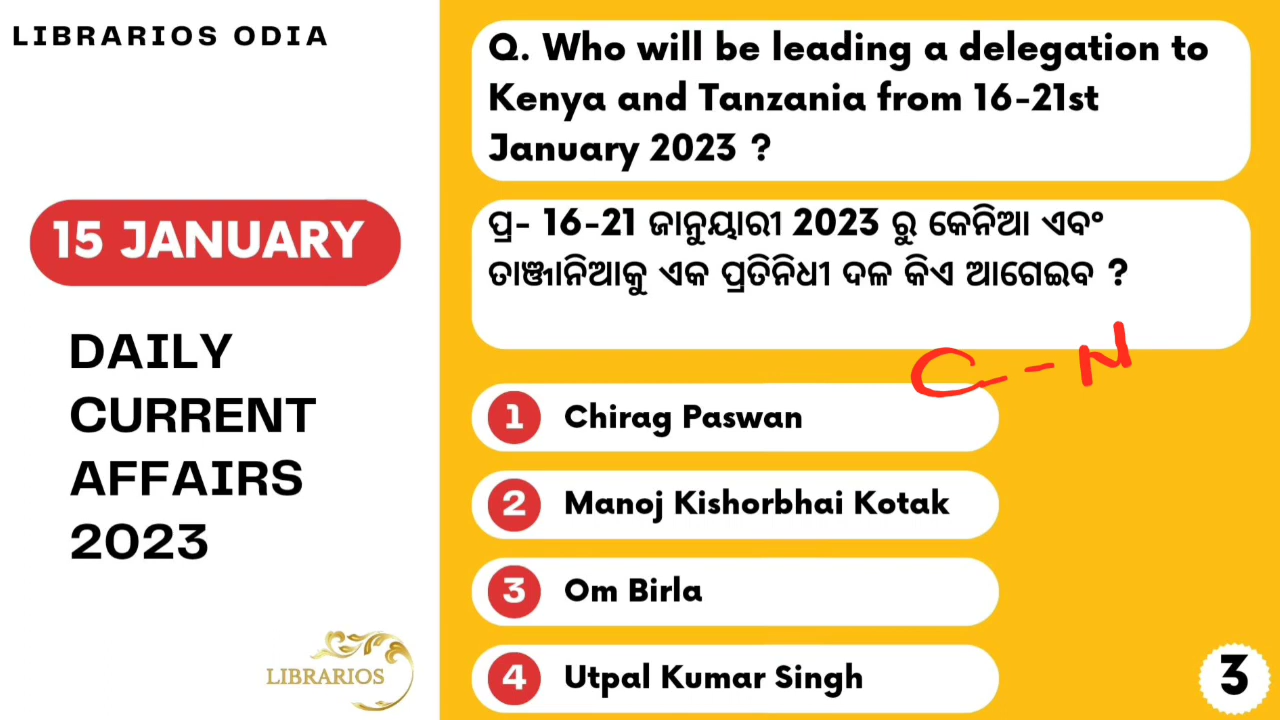 LIBRARIOS ODIA
15 JANUARY
DAILY
CURRENT
AFFAIRS
2023
LIBRARIOS
Q. Who will be leading a delegation to
Kenya and Tanzania from 16-21st
January 2023 ?
ପ୍ର- 16-21 ଜାନୁୟାରୀ 2023 ରୁ କେନିଆ ଏବଂ
ତାଞ୍ଜାନିଆକୁ ଏକ ପ୍ରତିନିଧୀ ଦଳ କିଏ ଆଗେଇବ ?
C - N
1 Chirag Paswan
2 Manoj Kishorbhai Kotak
3 Om Birla
4 Utpal Kumar Singh
3